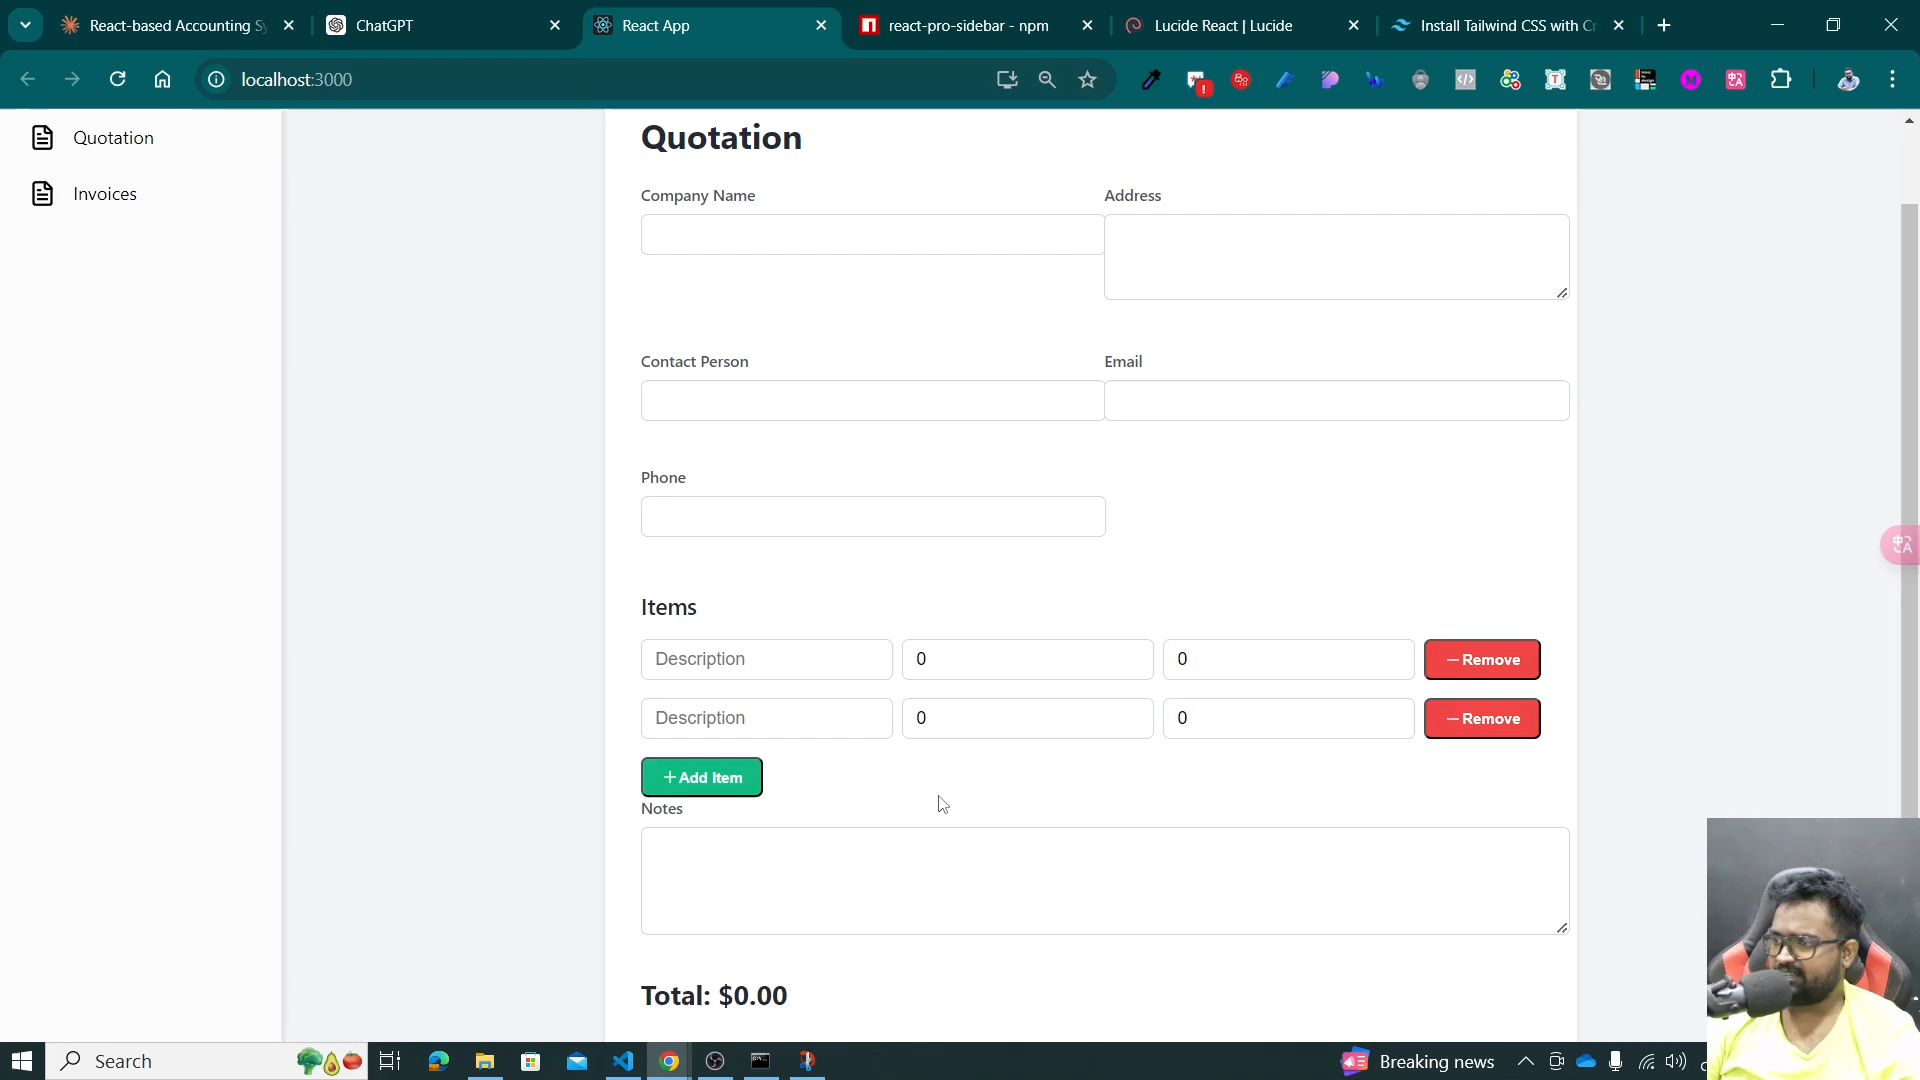 React-based Accounting Sy
ChatGPT
React App
react-pro-sidebar - npm
Lucide React | Lucide
Install Tailwind CSS with Cr
localhost:3000
Quotation
Invoices
Quotation
Company Name
Address
Contact Person
Email
Phone
Items
Description
0
0
Remove
Description
0
0
Remove
Add Item
Notes
Total: $0.00
Search
Breaking news